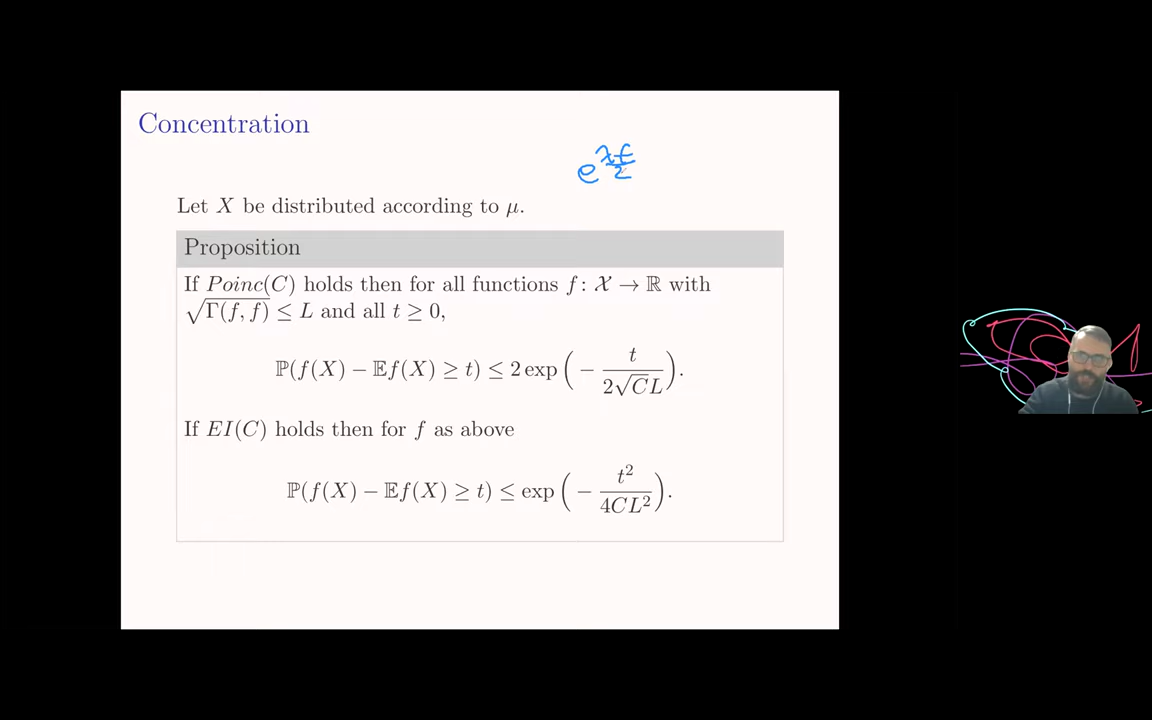 Concentration
e^{λf/2}
Let X be distributed according to μ.
Proposition
If Poinc(C) holds then for all functions f: 𝒳 → ℝ with
√Γ(f, f) ≤ L and all t ≥ 0,
ℙ(f(X) − 𝔼f(X) ≥ t) ≤ 2 exp(− t/(2√C L)).
If EI(C) holds then for f as above
ℙ(f(X) − 𝔼f(X) ≥ t) ≤ exp(− t²/(4CL²)).